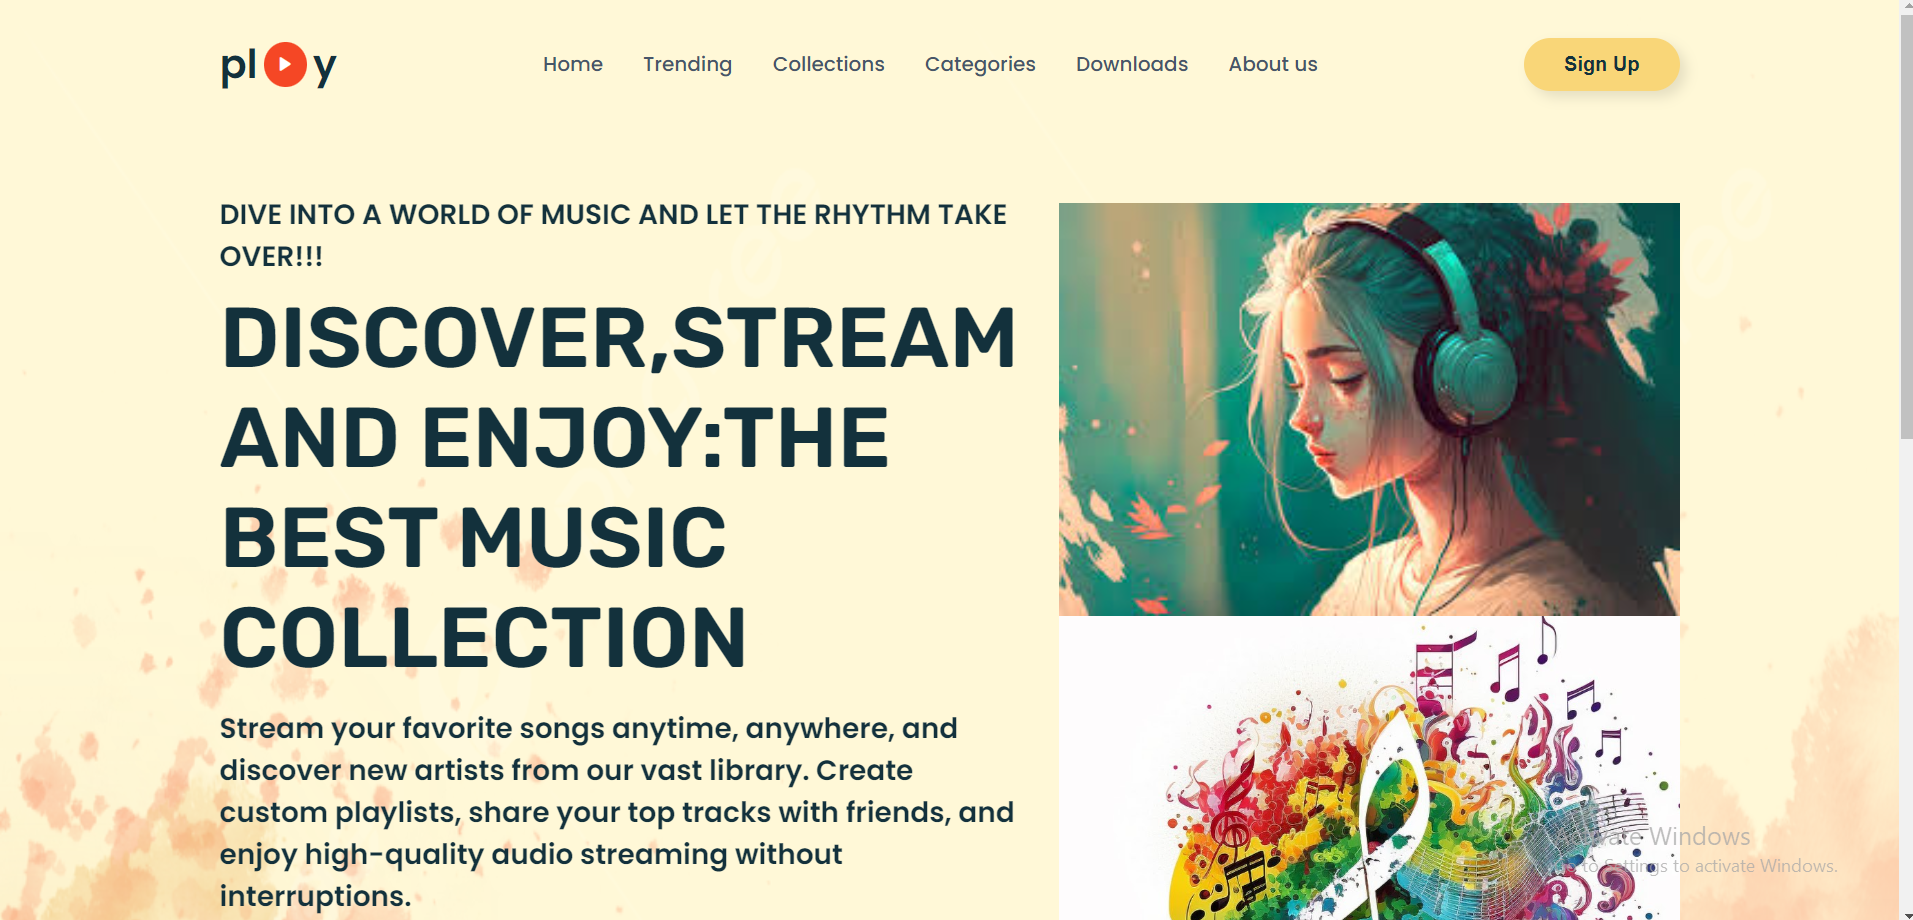 pl y
Home Trending Collections Categories Downloads About us
Sign Up
DIVE INTO A WORLD OF MUSIC AND LET THE RHYTHM TAKE
OVER!!!
DISCOVER,STREAM
AND ENJOY:THE
BEST MUSIC
COLLECTION
Stream your favorite songs anytime, anywhere, and
discover new artists from our vast library. Create
custom playlists, share your top tracks with friends, and
enjoy high-quality audio streaming without
interruptions.
Activate Windows
Go to Settings to activate Windows.